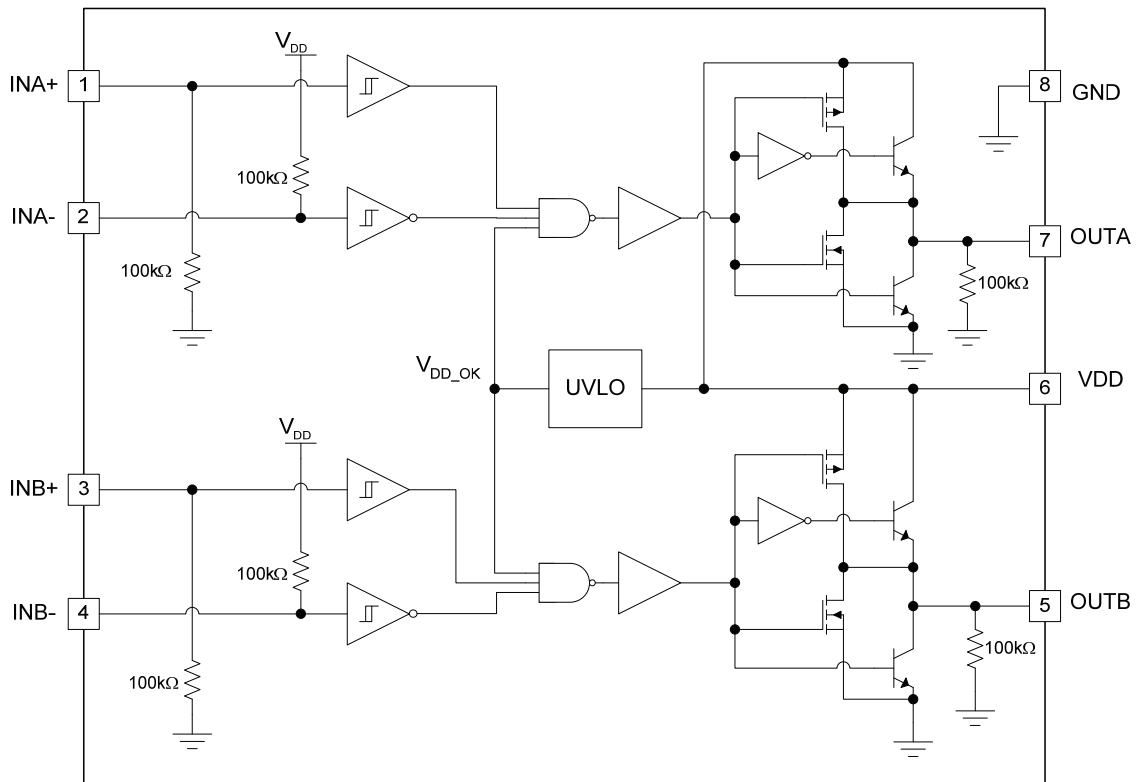 V_DD
INA+ 1
8 GND
100kΩ
INA- 2
7 OUTA
100kΩ
100kΩ
V_DD_OK
UVLO
6 VDD
V_DD
INB+ 3
100kΩ
INB- 4
5 OUTB
100kΩ
100kΩ